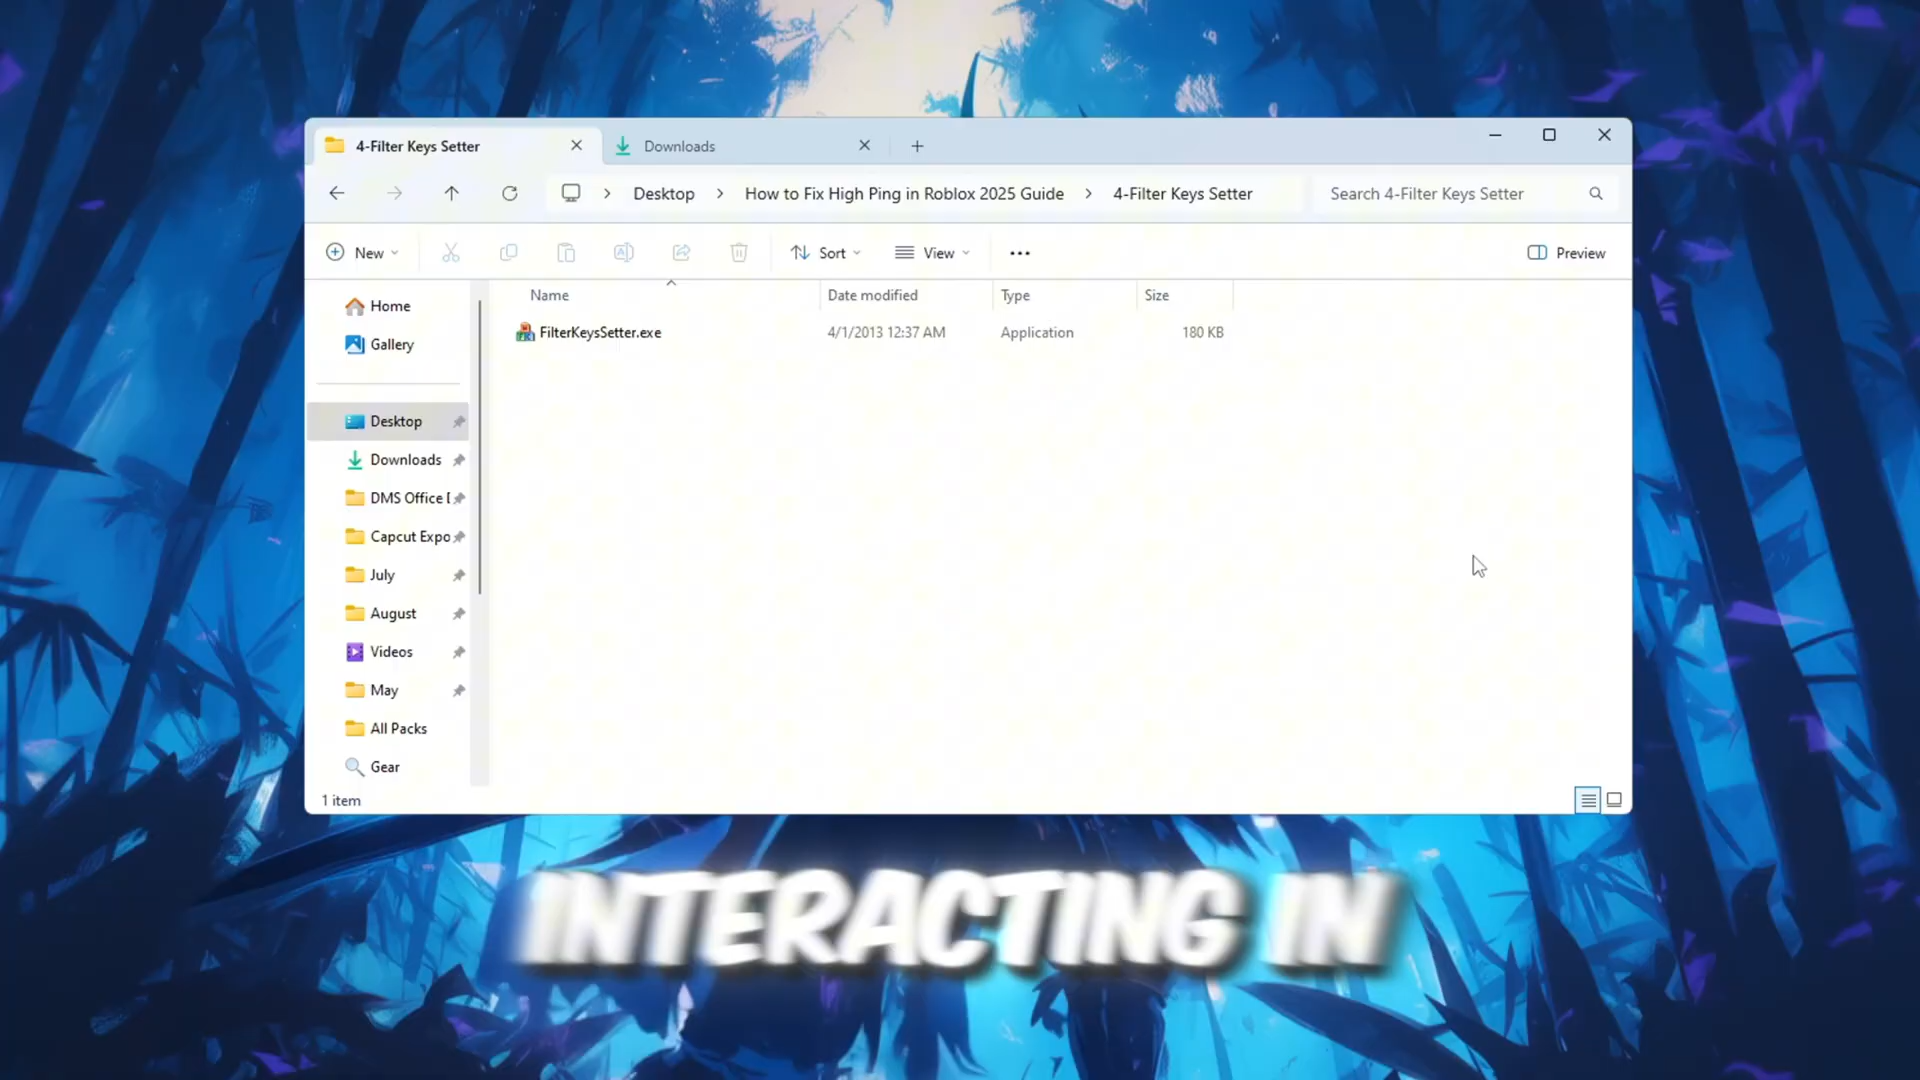 4-Filter Keys Setter
Downloads
Desktop > How to Fix High Ping in Roblox 2025 Guide > 4-Filter Keys Setter
Search 4-Filter Keys Setter
New
Sort
View
Preview
Name
Date modified
Type
Size
FilterKeysSetter.exe
4/1/2013 12:37 AM
Application
180 KB
Home
Gallery
Desktop
Downloads
DMS Office
Capcut Expo
July
August
Videos
May
All Packs
Gear
1 item
INTERACTING IN